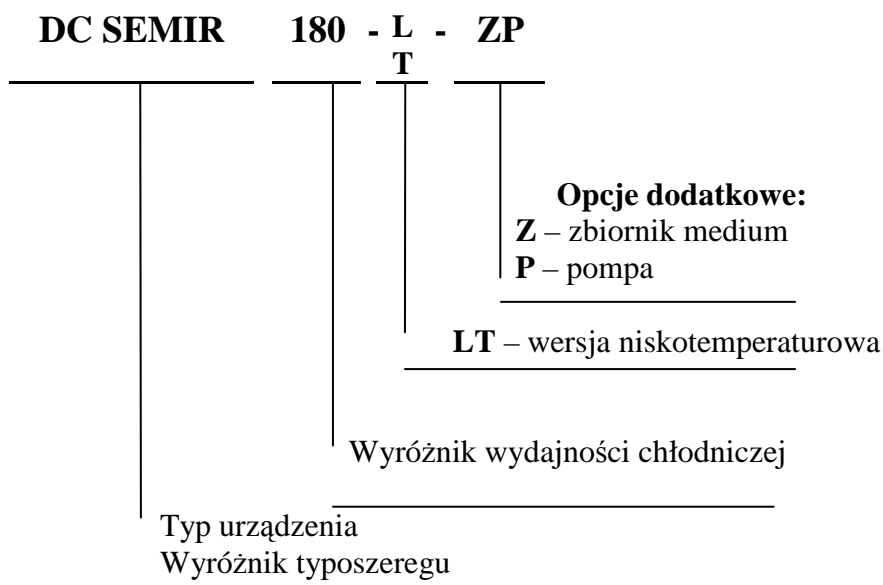 DC SEMIR 180 - L - ZP
T
Opcje dodatkowe:
Z – zbiornik medium
P – pompa
LT – wersja niskotemperaturowa
Wyróżnik wydajności chłodniczej
Typ urządzenia
Wyróżnik typoszeregu